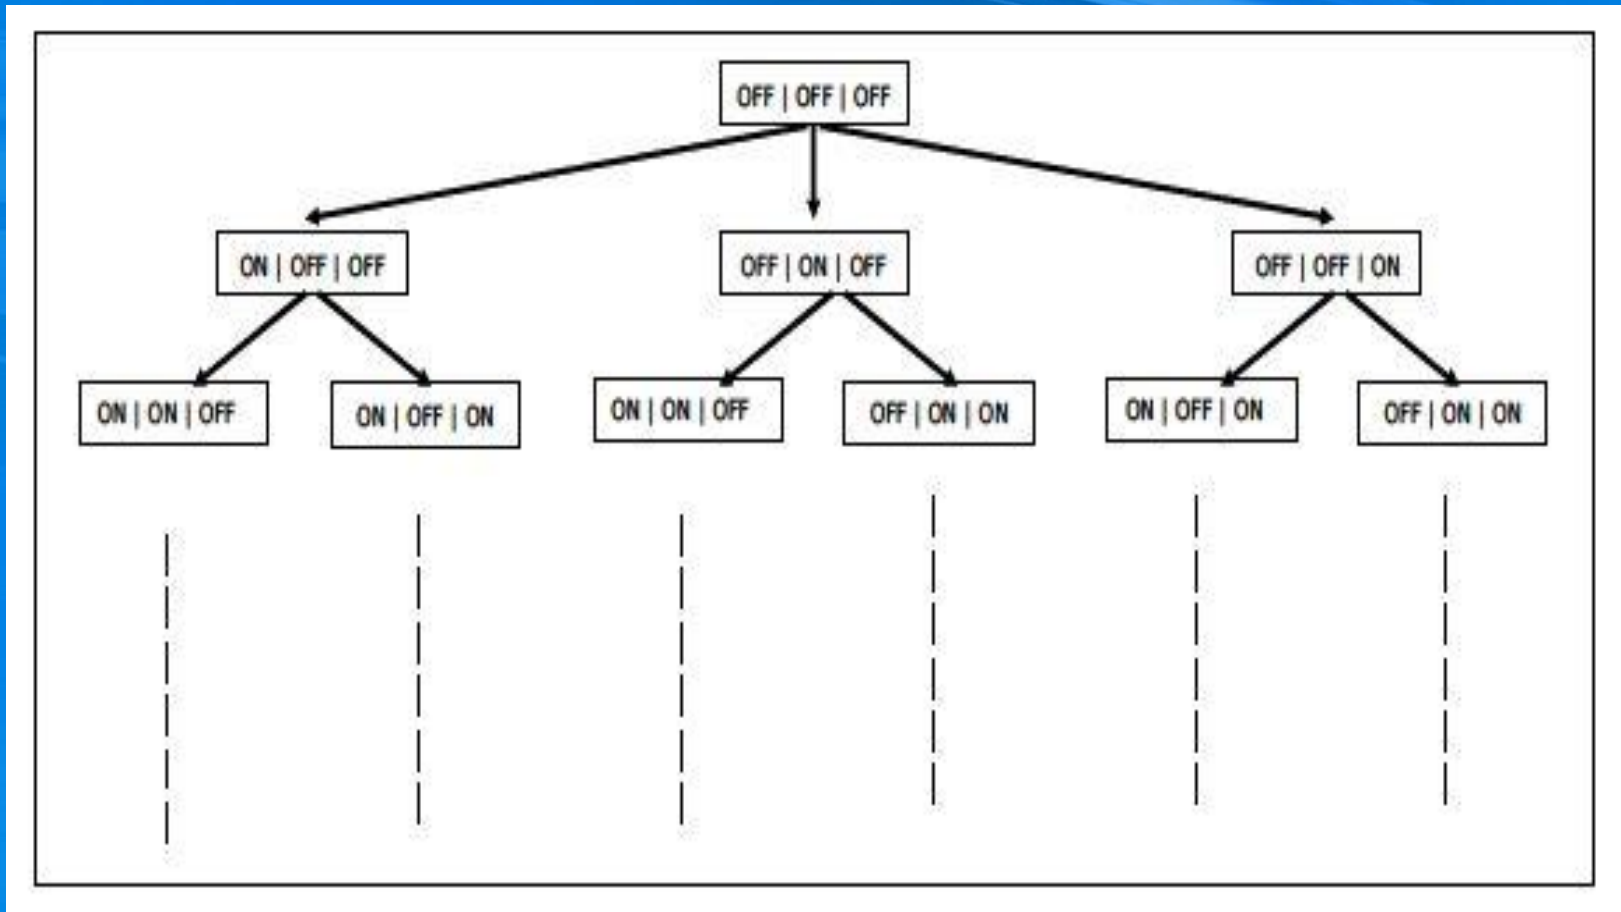 OFF | OFF | OFF
ON | OFF | OFF
OFF | ON | OFF
OFF | OFF | ON
ON | ON | OFF
ON | OFF | ON
ON | ON | OFF
OFF | ON | ON
ON | OFF | ON
OFF | ON | ON